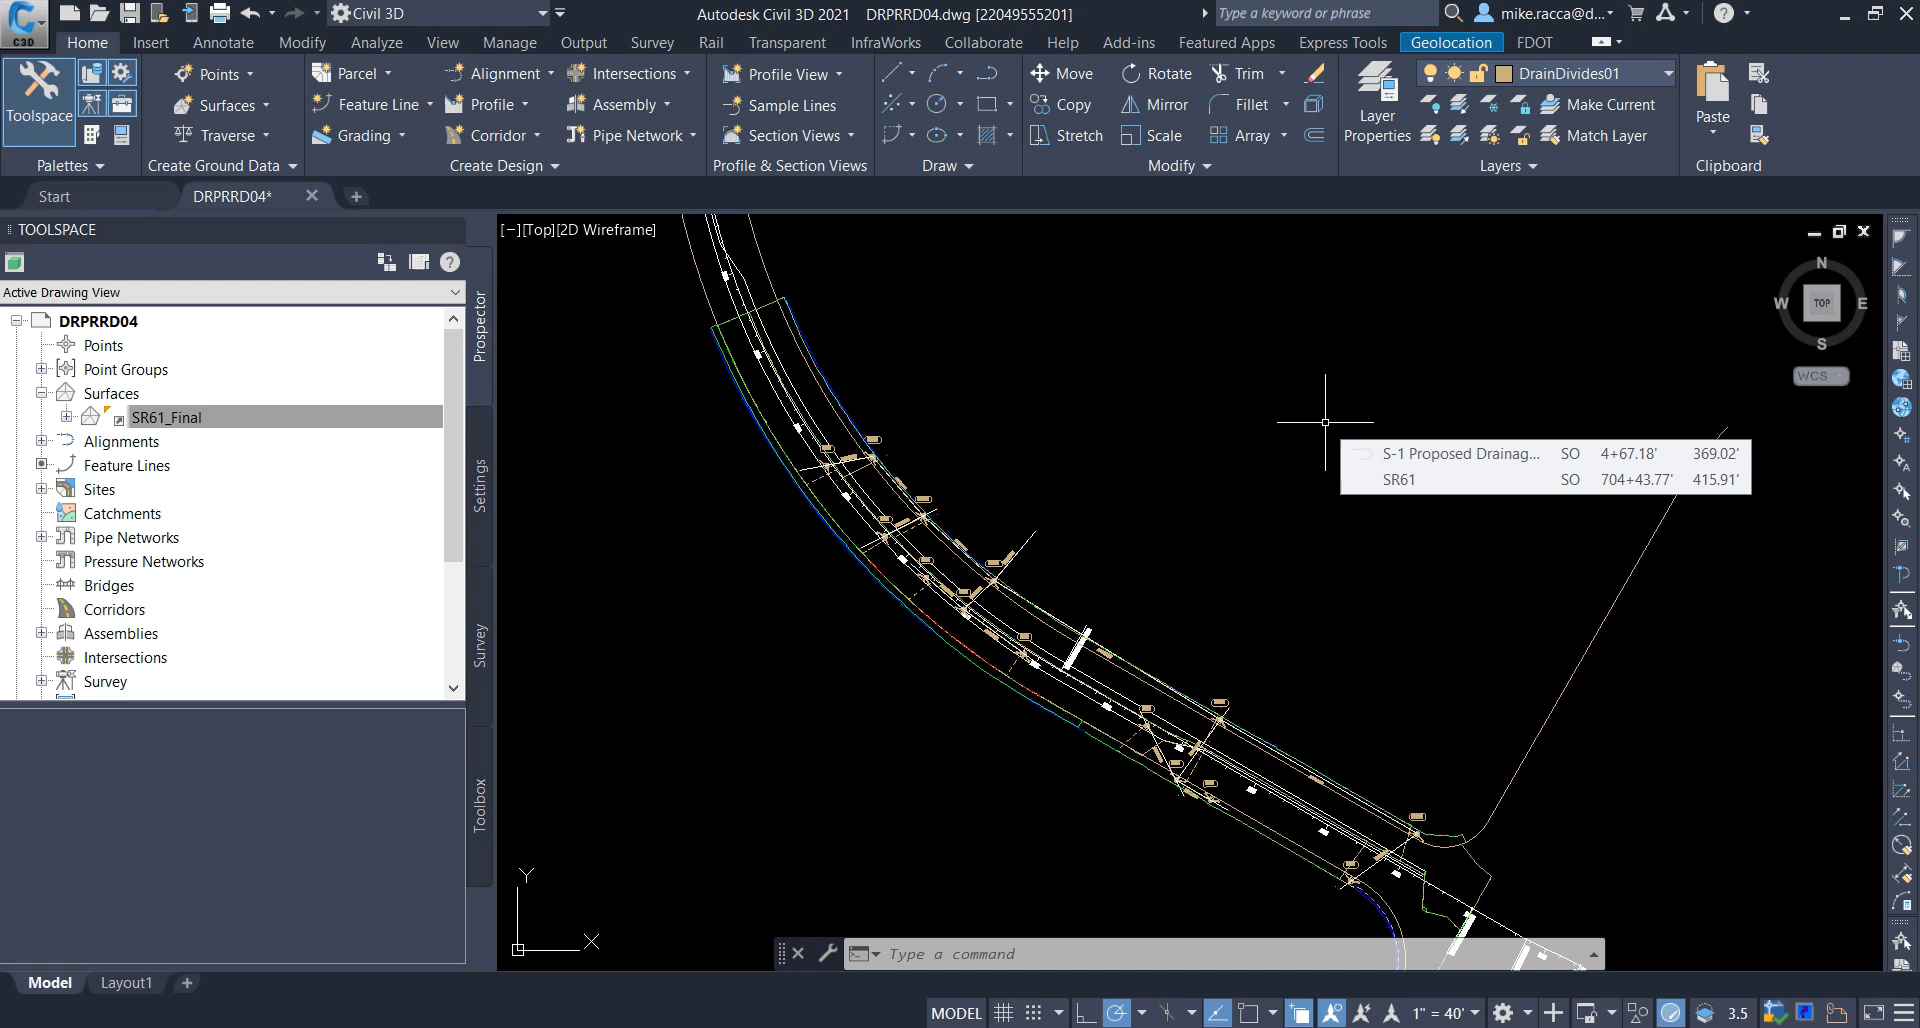 C3D
Civil 3D
Autodesk Civil 3D 2021 DRPRRD04.dwg [22049555201]
Type a keyword or phrase
mike.racca@d...
Home Insert Annotate Modify Analyze View Manage Output Survey Rail Transparent InfraWorks Collaborate Help Add-ins Featured Apps Express Tools Geolocation FDOT
Toolspace
Palettes
Points
Surfaces
Traverse
Create Ground Data
Parcel
Feature Line
Grading
Alignment
Profile
Corridor
Intersections
Assembly
Pipe Network
Create Design
Profile View
Sample Lines
Section Views
Profile & Section Views
Draw
Move
Copy
Stretch
Rotate
Mirror
Scale
Trim
Fillet
Array
Modify
Layer
Properties
DrainDivides01
Make Current
Match Layer
Layers
Paste
Clipboard
Start
DRPRRD04*
TOOLSPACE
Active Drawing View
DRPRRD04
Points
Point Groups
Surfaces
SR61_Final
Alignments
Feature Lines
Sites
Catchments
Pipe Networks
Pressure Networks
Bridges
Corridors
Assemblies
Intersections
Survey
Prospector
Settings
Survey
Toolbox
[−][Top][2D Wireframe]
N
W TOP E
S
WCS
S-1 Proposed Drainag... SO 4+67.18' 369.02'
SR61 SO 704+43.77' 415.91'
Y
X
Type a command
Model
Layout1
MODEL
1" = 40'
3.5